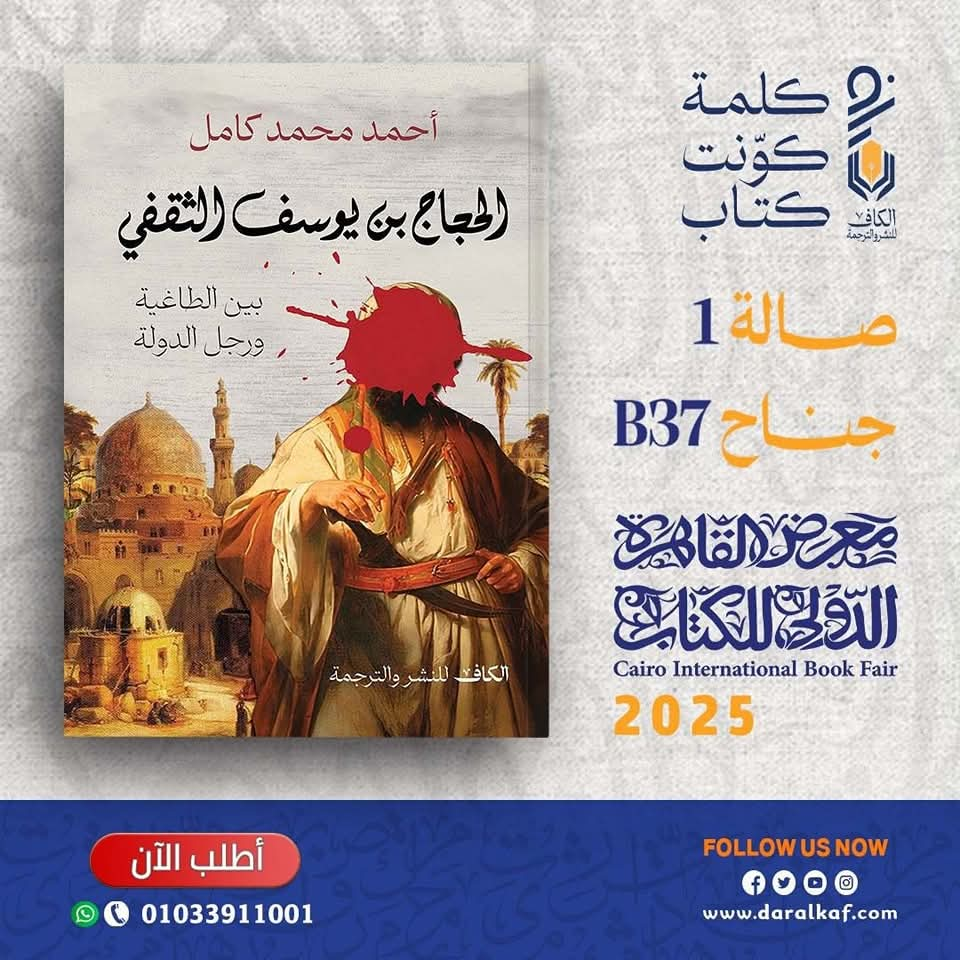 أحمد محمد كامل
الحجاج بن يوسف الثقفي
بين الطاغية
ورجل الدولة
الكاف للنشر والترجمة
كلمة
كوّنت
كتاب
الكاف
للنشر والترجمة
صالة 1
جناح B37
معرض القاهرة
الدولي للكتاب
Cairo International Book Fair
2025
أطلب الآن
01033911001
FOLLOW US NOW
www.daralkaf.com